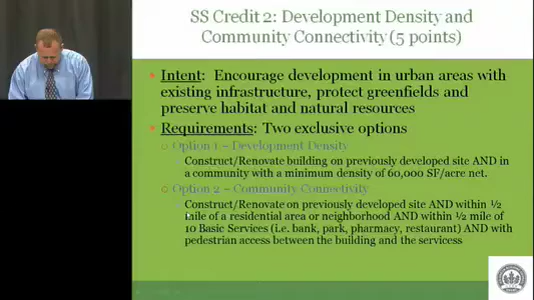 SS Credit 2: Development Density and
Community Connectivity (5 points)
Intent: Encourage development in urban areas with
existing infrastructure, protect greenfields and
preserve habitat and natural resources
Requirements: Two exclusive options
Option 1 – Development Density
Construct/Renovate building on previously developed site AND in
a community with a minimum density of 60,000 SF/acre net.
Option 2 – Community Connectivity
Construct/Renovate on previously developed site AND within ½
mile of a residential area or neighborhood AND within ½ mile of
10 Basic Services (i.e. bank, park, pharmacy, restaurant) AND with
pedestrian access between the building and the servicess